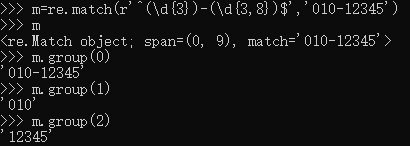 >>> m=re.match(r'^(\d{3})-(\d{3,8})$','010-12345')
>>> m
<re.Match object; span=(0, 9), match='010-12345'>
>>> m.group(0)
'010-12345'
>>> m.group(1)
'010'
>>> m.group(2)
'12345'